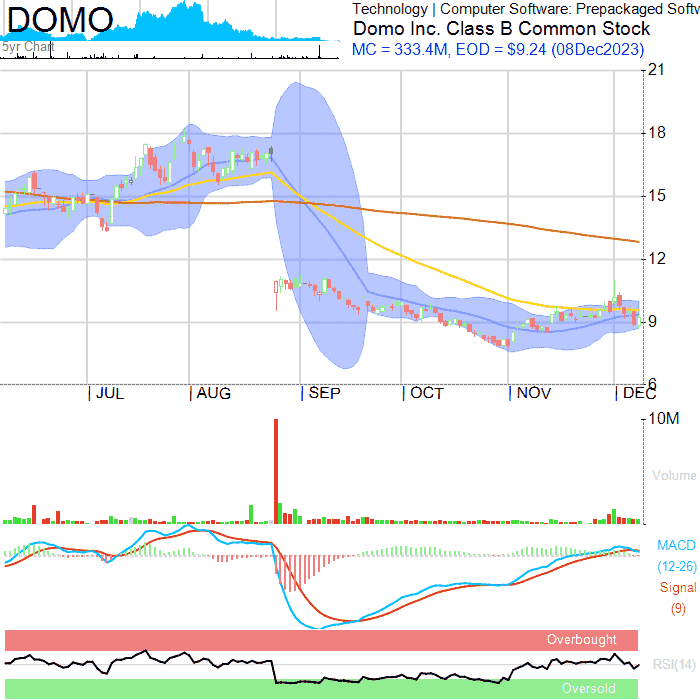 DOMO
5yr Chart
Technology | Computer Software: Prepackaged Softw
Domo Inc. Class B Common Stock
MC = 333.4M, EOD = $9.24 (08Dec2023)
21
18
15
12
9
6
JUL
AUG
SEP
OCT
NOV
DEC
10M
Volume
MACD
(12-26)
Signal
(9)
Overbought
RSI(14)
Oversold